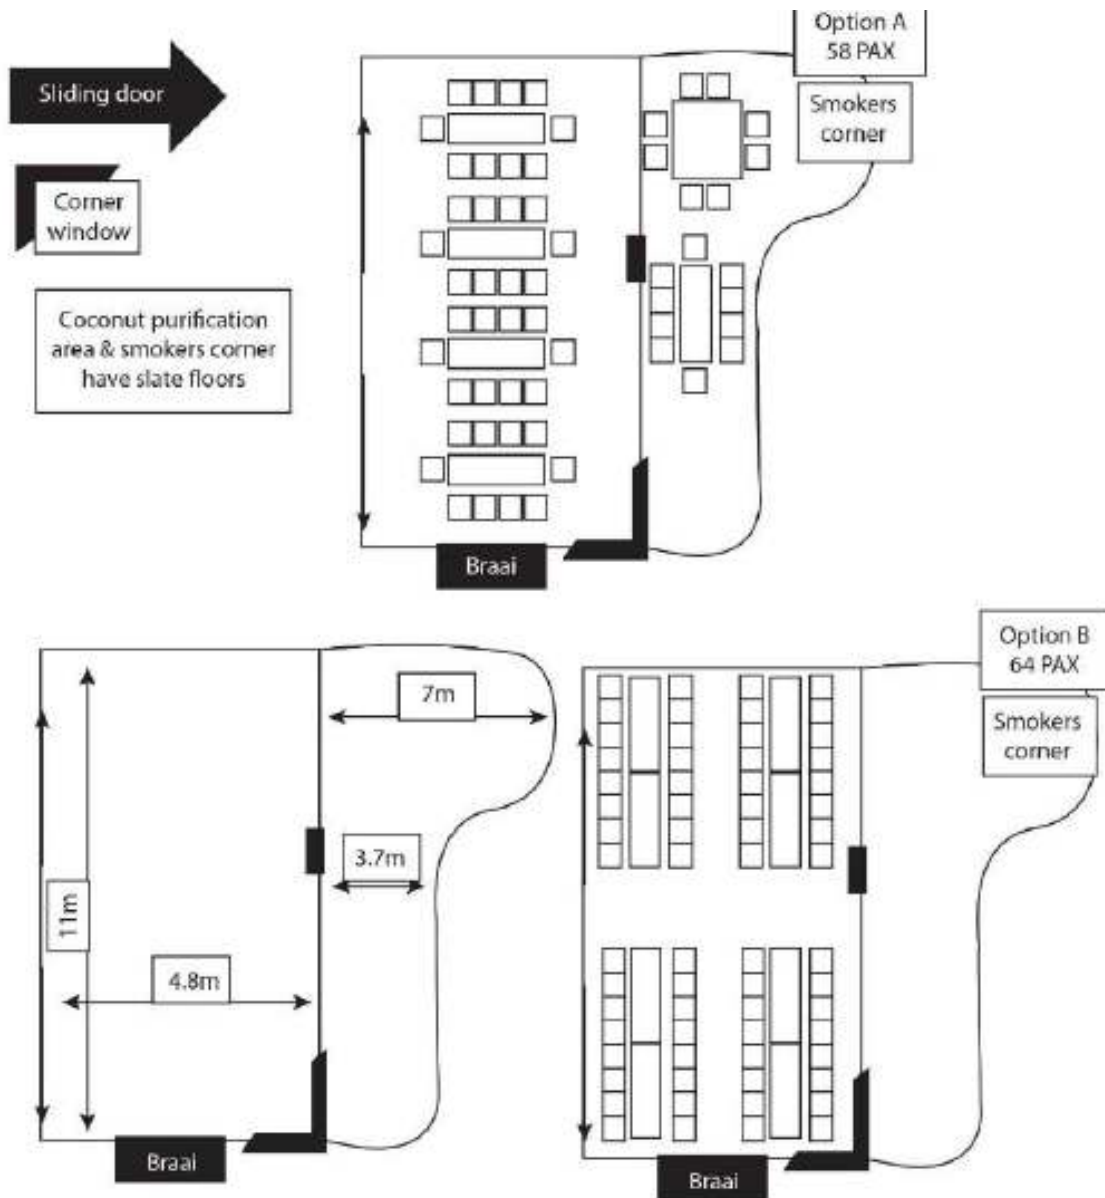 Option A
58 PAX
Sliding door
Smokers
corner
Corner
window
Coconut purification
area & smokers corner
have slate floors
Braai
Option B
64 PAX
7m
Smokers
corner
3.7m
11m
4.8m
Braai
Braai